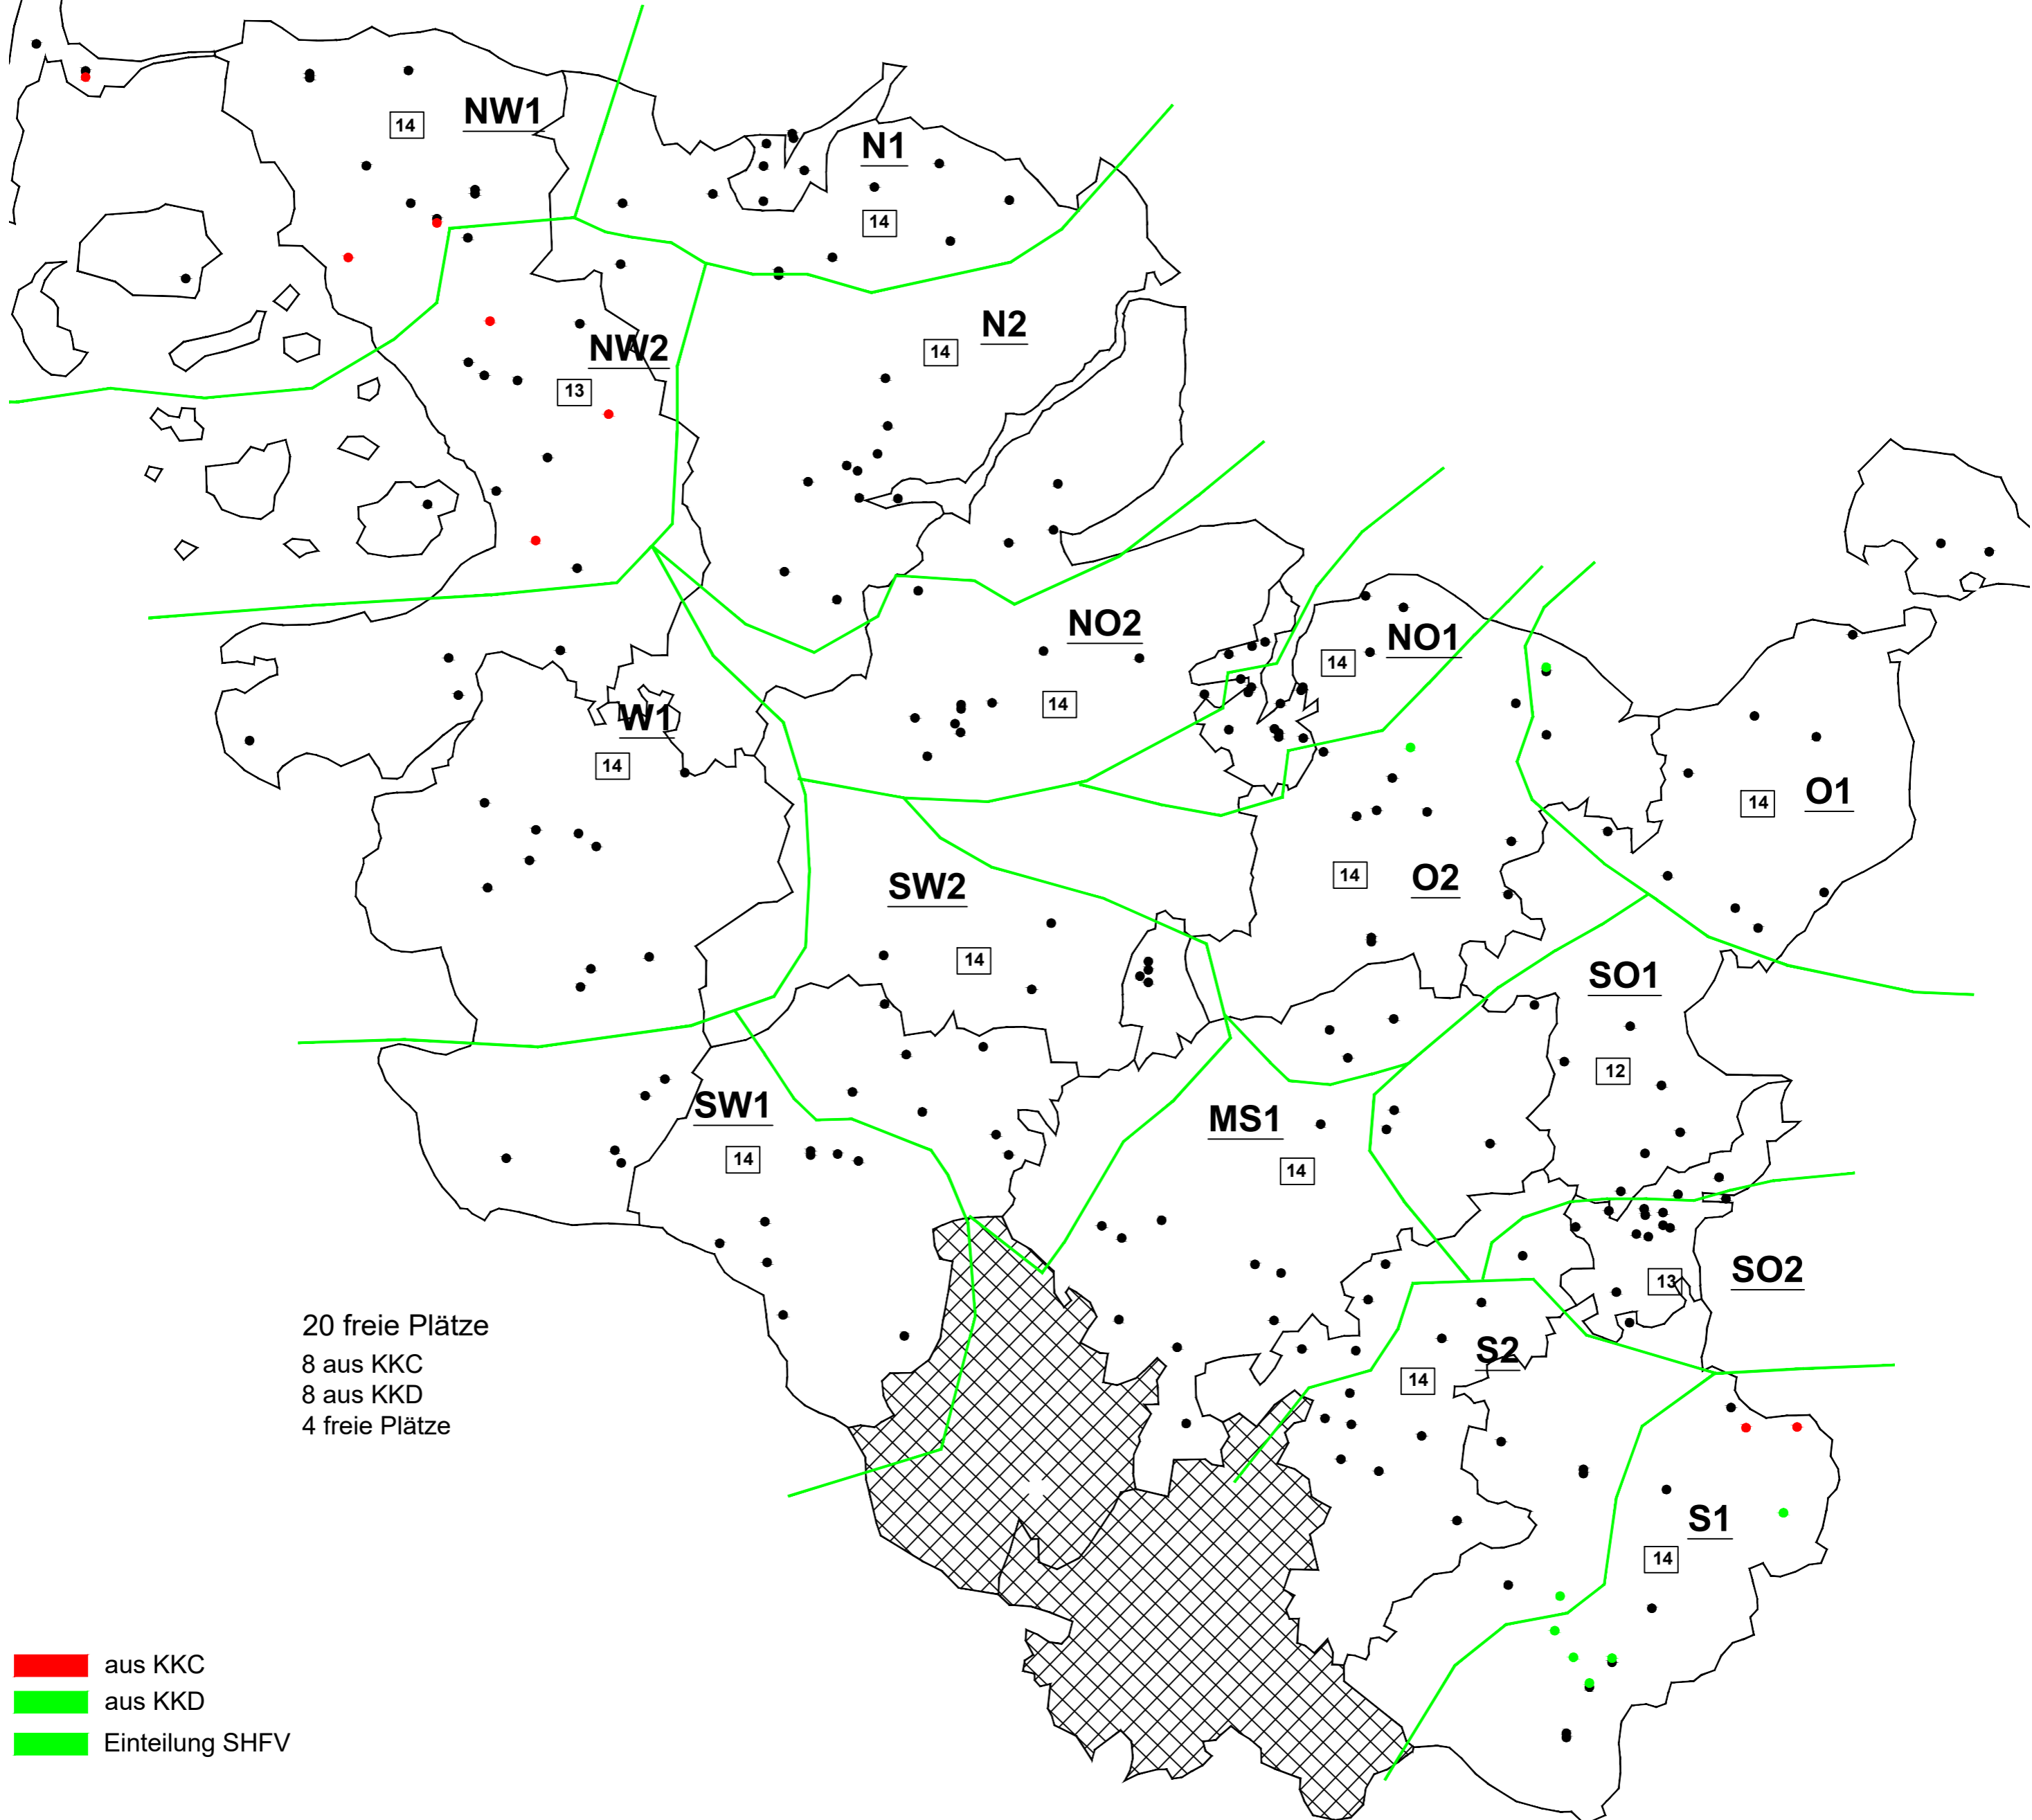 NW1
14
N1
14
N2
14
NW2
13
NO2
14
NO1
14
W1
14
O1
14
SW2
14
O2
14
SO1
12
SW1
14
MS1
14
SO2
13
20 freie Plätze
8 aus KKC
8 aus KKD
4 freie Plätze
S2
14
S1
14
aus KKC
aus KKD
Einteilung SHFV